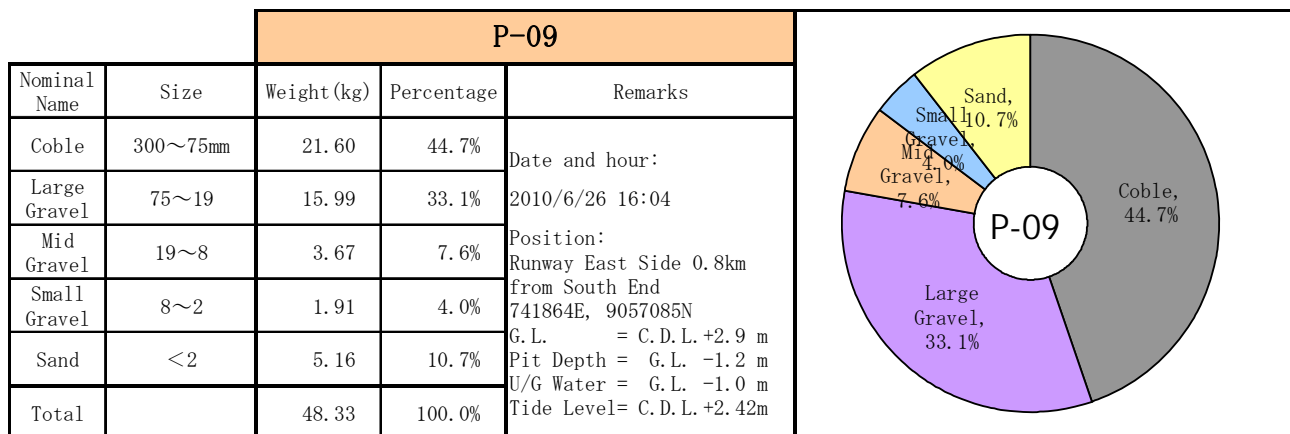 P-09
Nominal Name Size Weight(kg) Percentage Remarks
Coble 300～75mm 21.60 44.7%
Large Gravel 75～19 15.99 33.1%
Mid Gravel 19～8 3.67 7.6%
Small Gravel 8～2 1.91 4.0%
Sand <2 5.16 10.7%
Total 48.33 100.0%
Date and hour:
2010/6/26 16:04
Position:
Runway East Side 0.8km
from South End
741864E, 9057085N
G.L. = C.D.L.+2.9 m
Pit Depth = G.L. -1.2 m
U/G Water = G.L. -1.0 m
Tide Level= C.D.L.+2.42m
Sand,
10.7%
Small
Gravel,
4.0%
Mid
Gravel,
7.6%
Large
Gravel,
33.1%
Coble,
44.7%
P-09